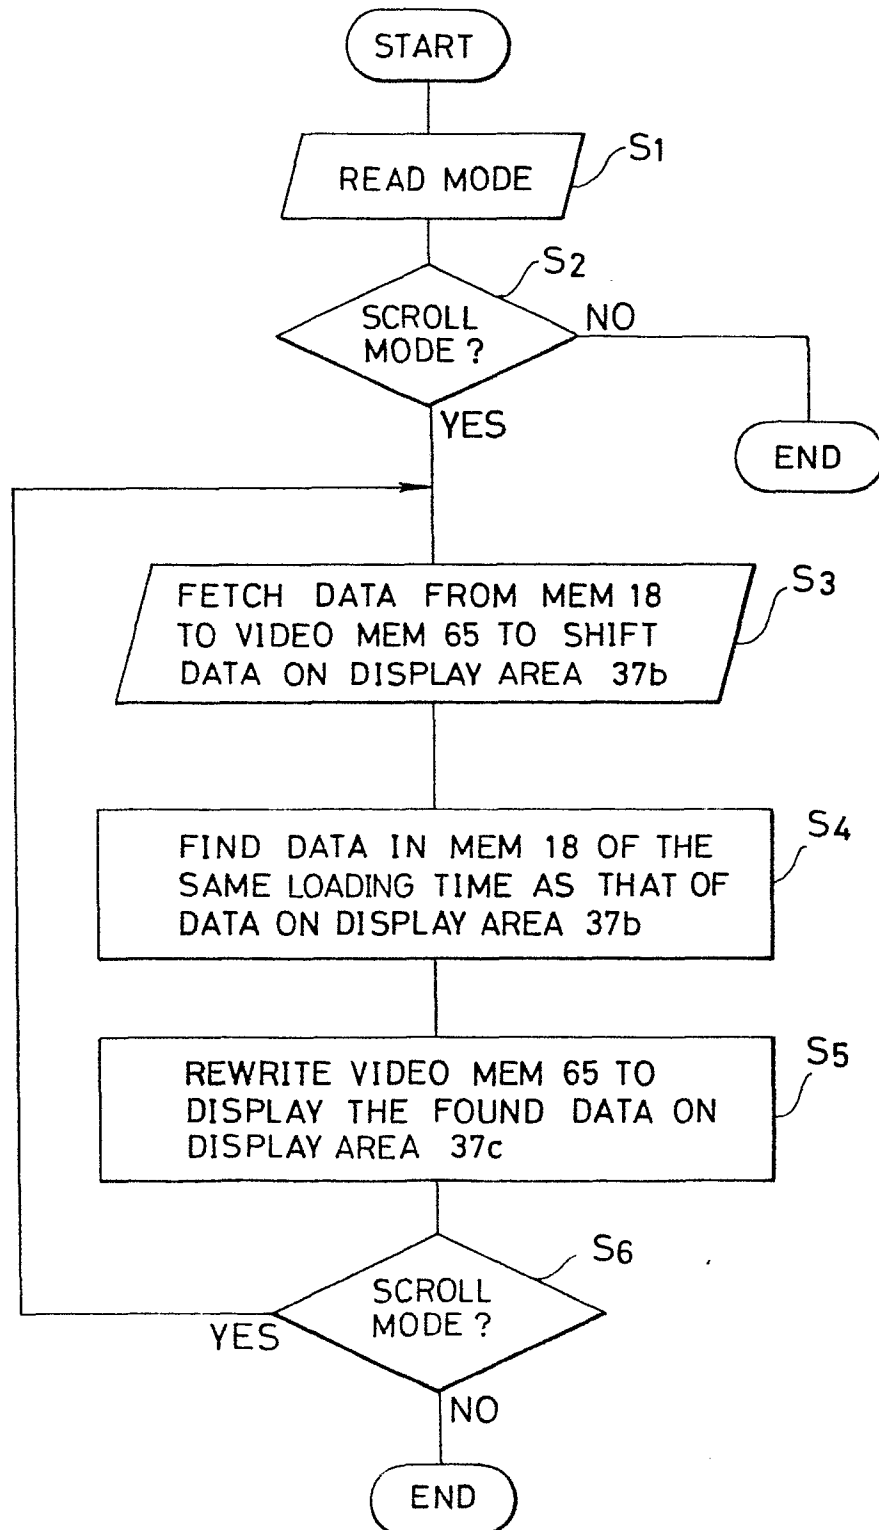 START
READ MODE
S1
S2
SCROLL
MODE?
NO
YES
END
S3
FETCH DATA FROM MEM 18
TO VIDEO MEM 65 TO SHIFT
DATA ON DISPLAY AREA 37b
S4
FIND DATA IN MEM 18 OF THE
SAME LOADING TIME AS THAT OF
DATA ON DISPLAY AREA 37b
S5
REWRITE VIDEO MEM 65 TO
DISPLAY THE FOUND DATA ON
DISPLAY AREA 37c
S6
SCROLL
MODE?
YES
NO
END